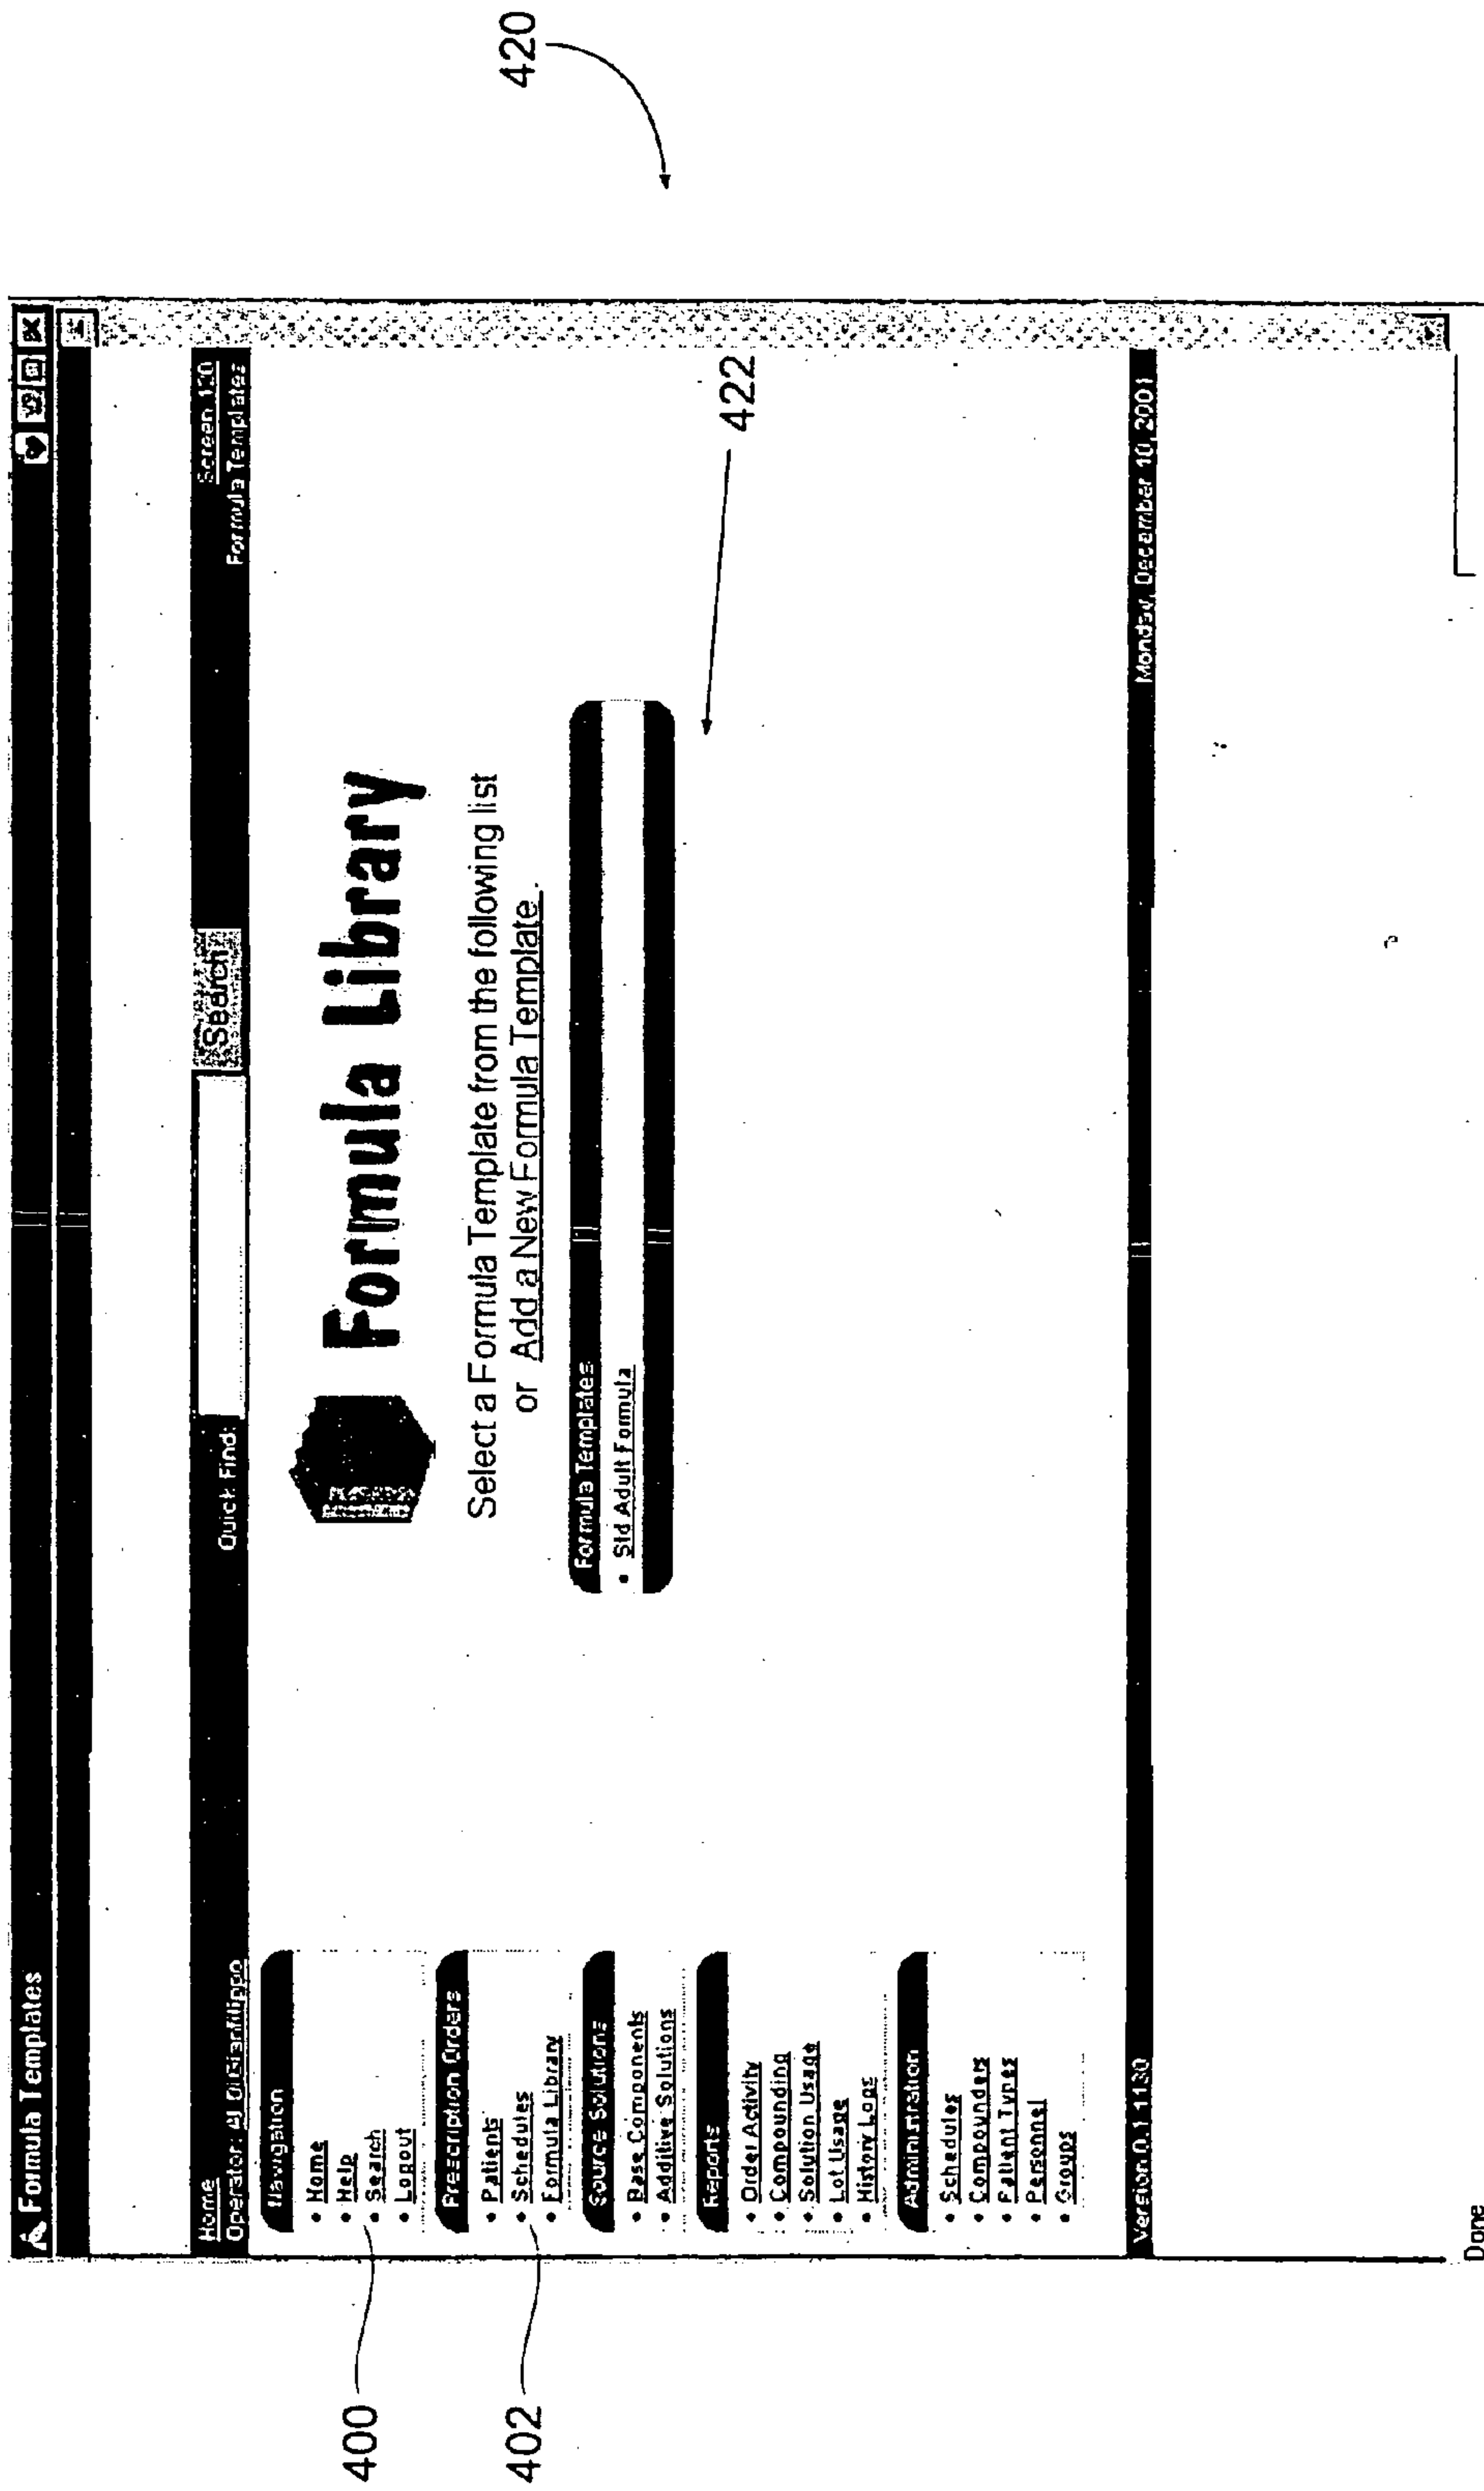 Formula Templates
Home
Screen 120
Operator: Al DiGianfilippo
Quick Find:
Search
Formula Templates
Navigation
• Home
• Help
• Search
• Logout
Prescription Orders
• Patients
• Schedules
• Formula Library
Source Solutions
• Base Components
• Additive Solutions
Reports
• Order Activity
• Compounding
• Solution Usage
• Lot Usage
• History Logs
Administration
• Schedules
• Compounders
• Patient Types
• Personnel
• Groups
Formula Library
Select a Formula Template from the following list
or Add a New Formula Template.
Formula Templates
• Std Adult Formula
Version 0.1.1130
Monday, December 10, 2001
Done
400
402
422
420